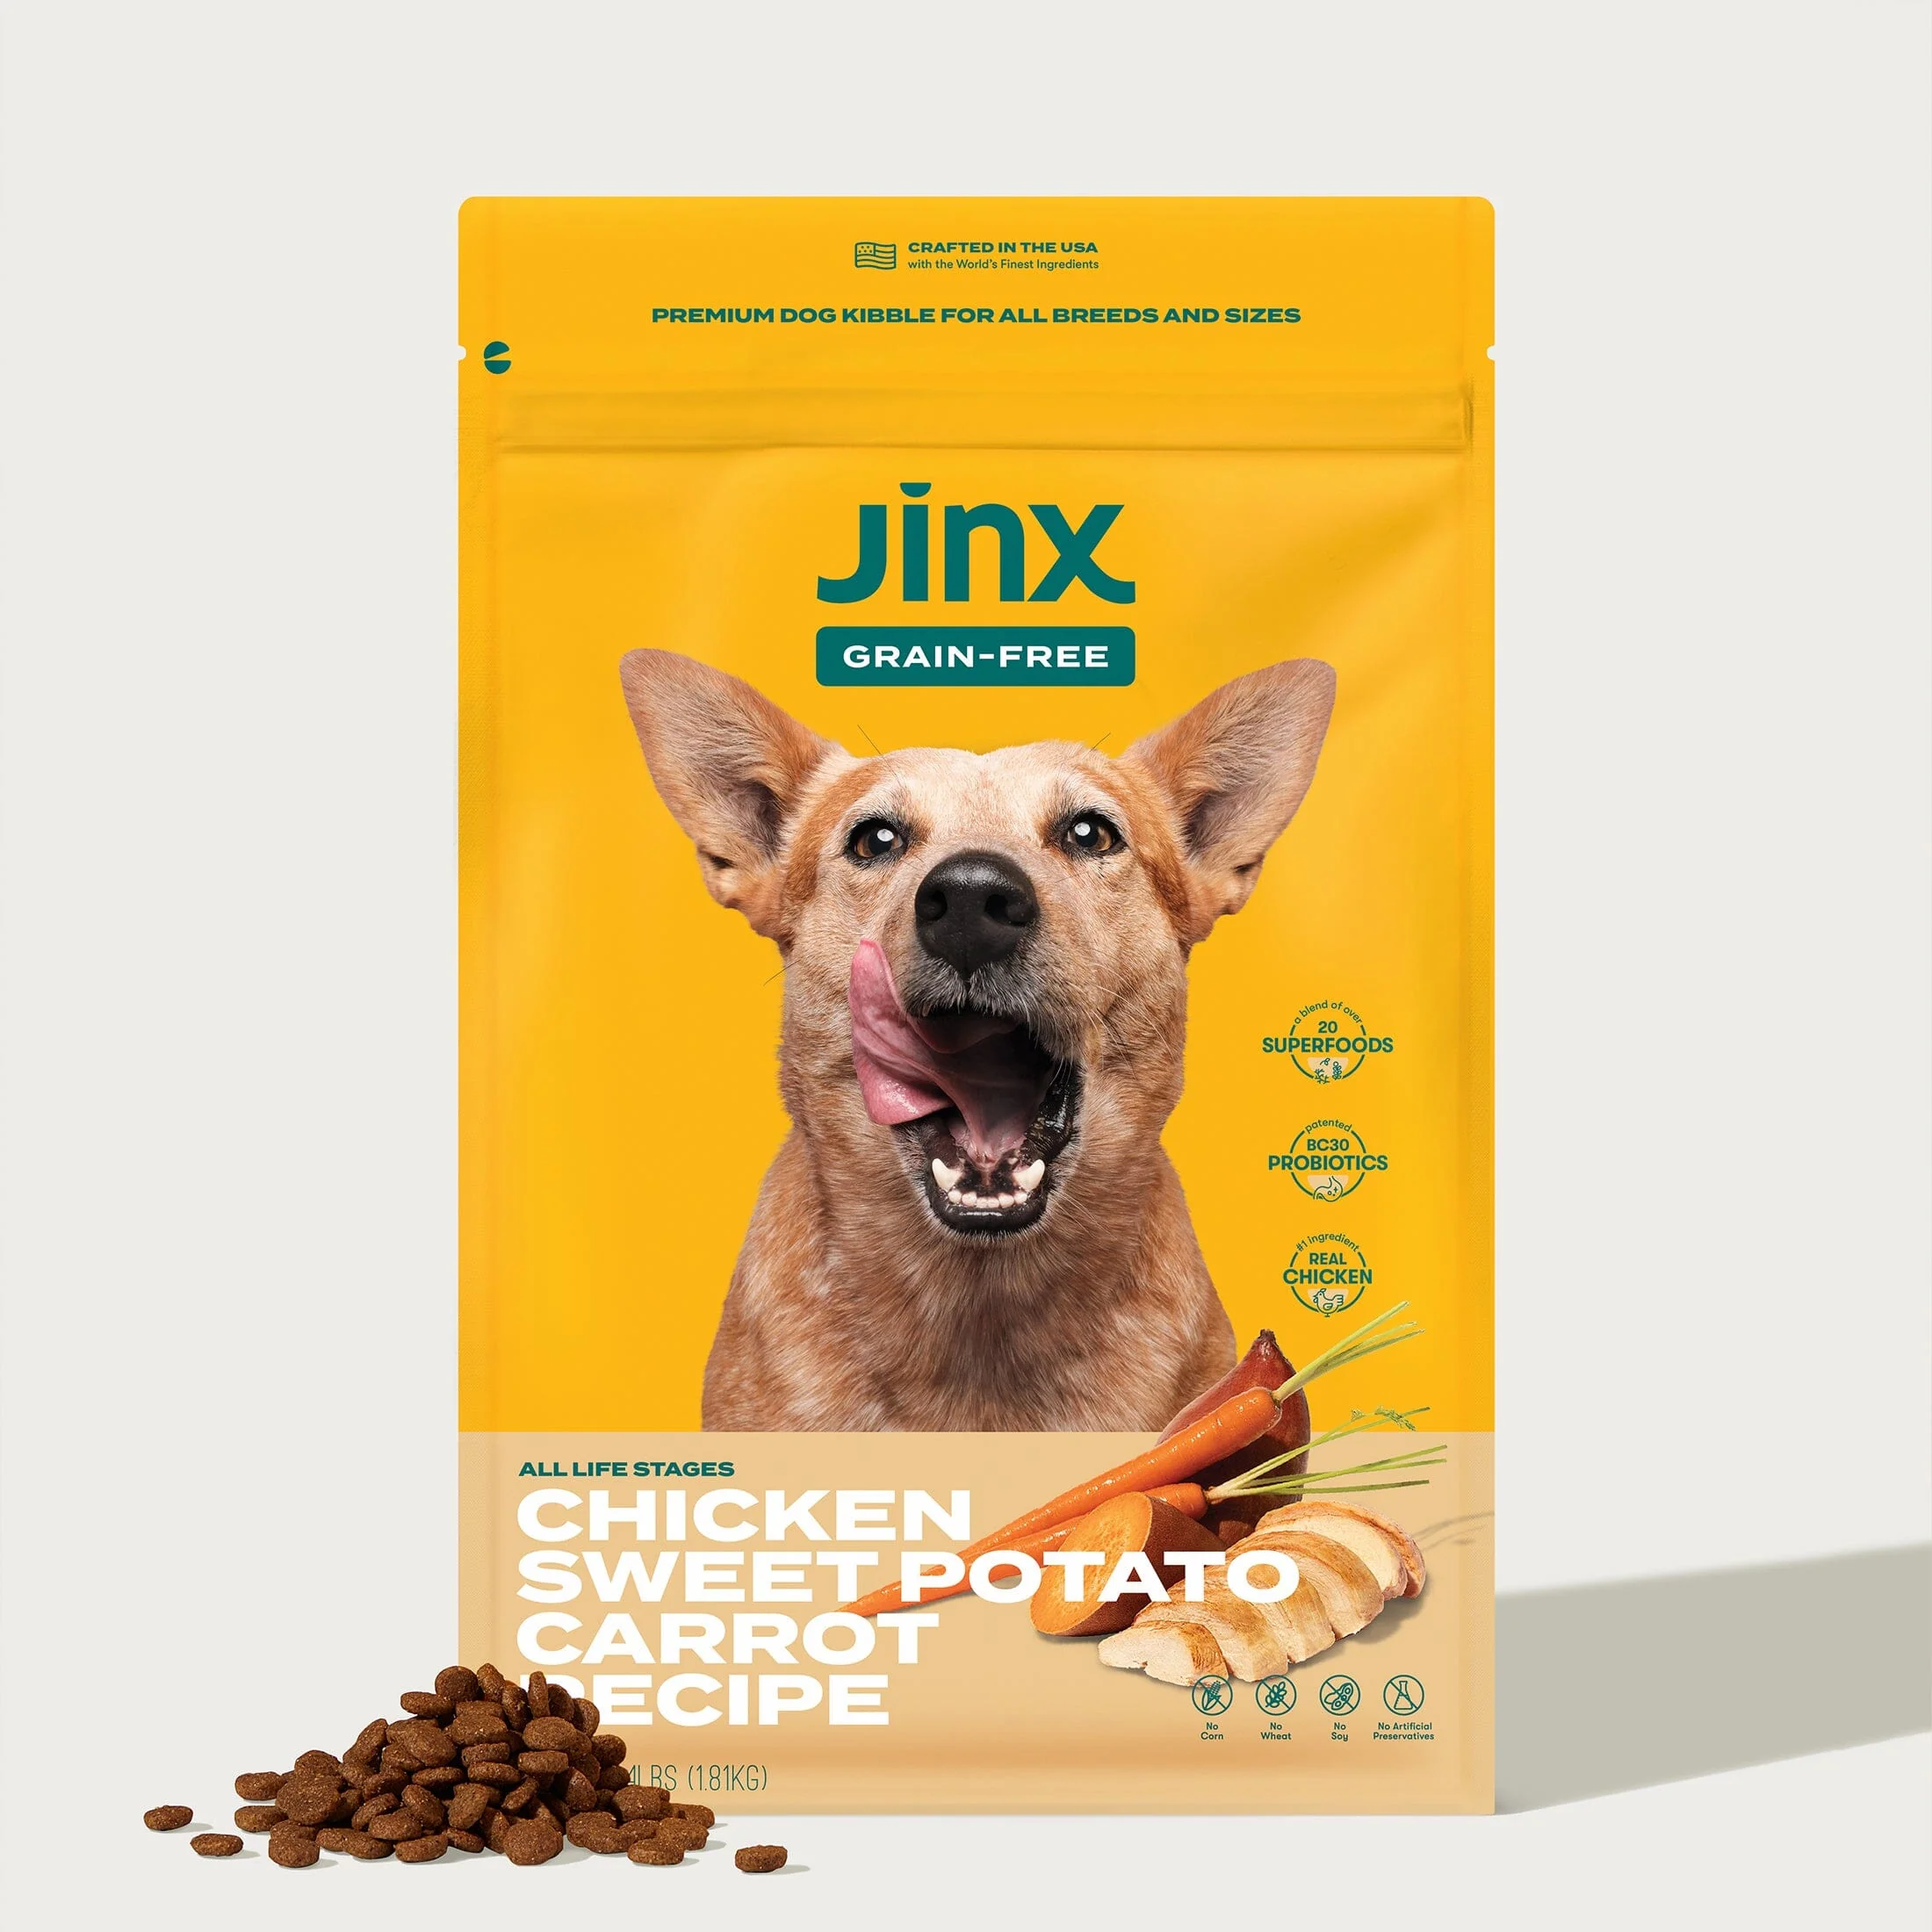 CRAFTED IN THE USA
with the World's Finest Ingredients
PREMIUM DOG KIBBLE FOR ALL BREEDS AND SIZES
jinx
GRAIN-FREE
a blend of over
20
SUPERFOODS
patented
BC30
PROBIOTICS
#1 ingredient
REAL
CHICKEN
ALL LIFE STAGES
CHICKEN
SWEET POTATO
CARROT
RECIPE
4LBS (1.81KG)
No
Corn
No
Wheat
No
Soy
No Artificial
Preservatives